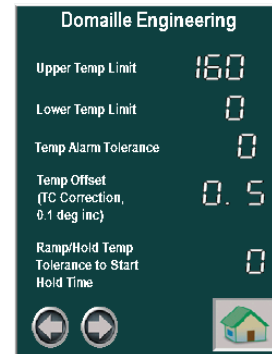 Domaille Engineering
Upper Temp Limit 160
Lower Temp Limit 0
Temp Alarm Tolerance 0
Temp Offset
(TC Correction, 0. 5
0.1 deg inc)
Ramp/Hold Temp
Tolerance to Start 0
Hold Time